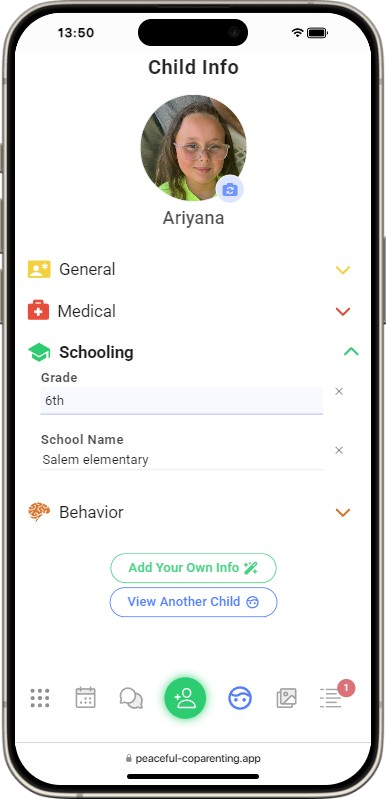 13:50
Child Info
Ariyana
General
Medical
Schooling
Grade
6th
School Name
Salem elementary
Behavior
Add Your Own Info
View Another Child
1
peaceful-coparenting.app